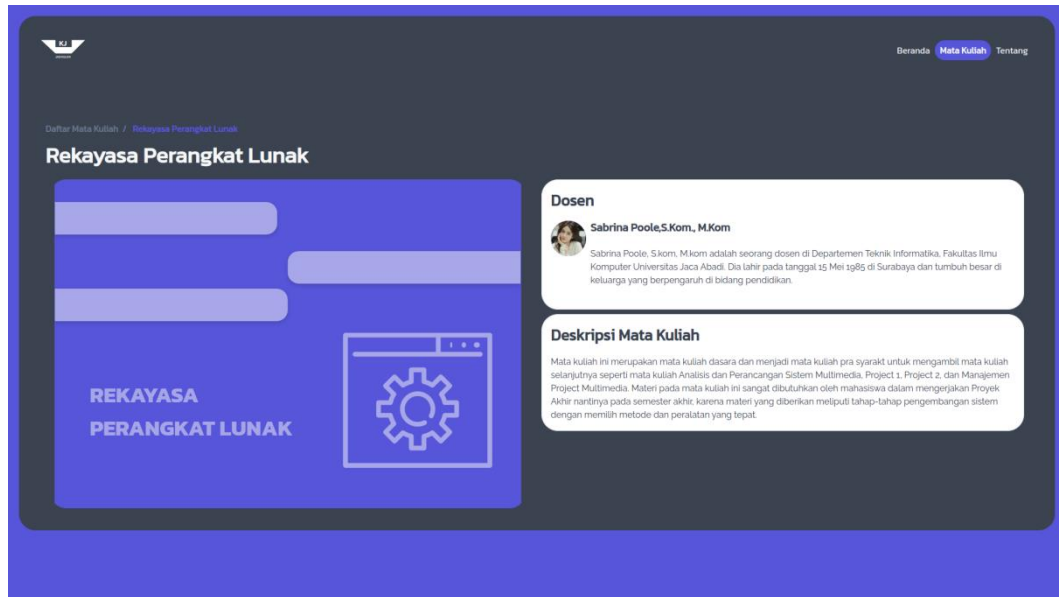 KJ
Beranda Mata Kuliah Tentang
Daftar Mata Kuliah / Rekayasa Perangkat Lunak
Rekayasa Perangkat Lunak
REKAYASA
PERANGKAT LUNAK
Dosen
Sabrina Poole,S.Kom., M.Kom
Sabrina Poole, S.kom, M.kom adalah seorang dosen di Departemen Teknik Informatika, Fakultas Ilmu
Komputer Universitas Jaca Abadi. Dia lahir pada tanggal 15 Mei 1985 di Surabaya dan tumbuh besar di
keluarga yang berpengaruh di bidang pendidikan.
Deskripsi Mata Kuliah
Mata kuliah ini merupakan mata kuliah dasara dan menjadi mata kuliah pra syarakt untuk mengambil mata kuliah
selanjutnya seperti mata kuliah Analisis dan Perancangan Sistem Multimedia, Project 1, Project 2, dan Manajemen
Project Multimedia. Materi pada mata kuliah ini sangat dibutuhkan oleh mahasiswa dalam mengerjakan Proyek
Akhir nantinya pada semester akhir, karena materi yang diberikan meliputi tahap-tahap pengembangan sistem
dengan memilih metode dan peralatan yang tepat.